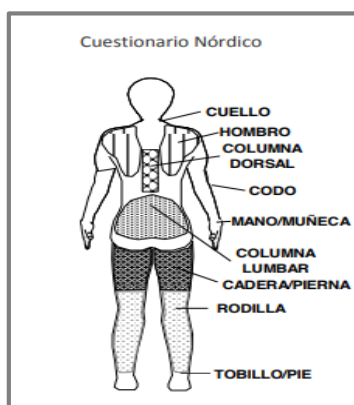 Cuestionario Nórdico
CUELLO
HOMBRO
COLUMNA
DORSAL
CODO
MANO/MUÑECA
COLUMNA
LUMBAR
CADERA/PIERNA
RODILLA
TOBILLO/PIE